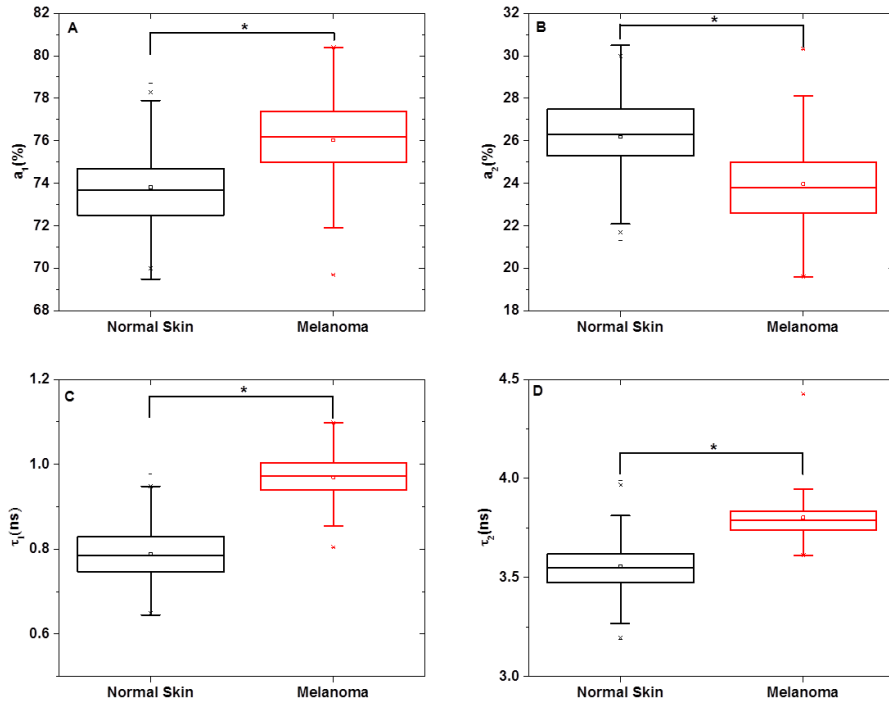 A
*
a1(%)
82
80
78
76
74
72
70
68
Normal Skin Melanoma
B
*
a2(%)
32
30
28
26
24
22
20
18
Normal Skin Melanoma
C
*
τ1(ns)
1.2
1.0
0.8
0.6
Normal Skin Melanoma
D
*
τ2(ns)
4.5
4.0
3.5
3.0
Normal Skin Melanoma